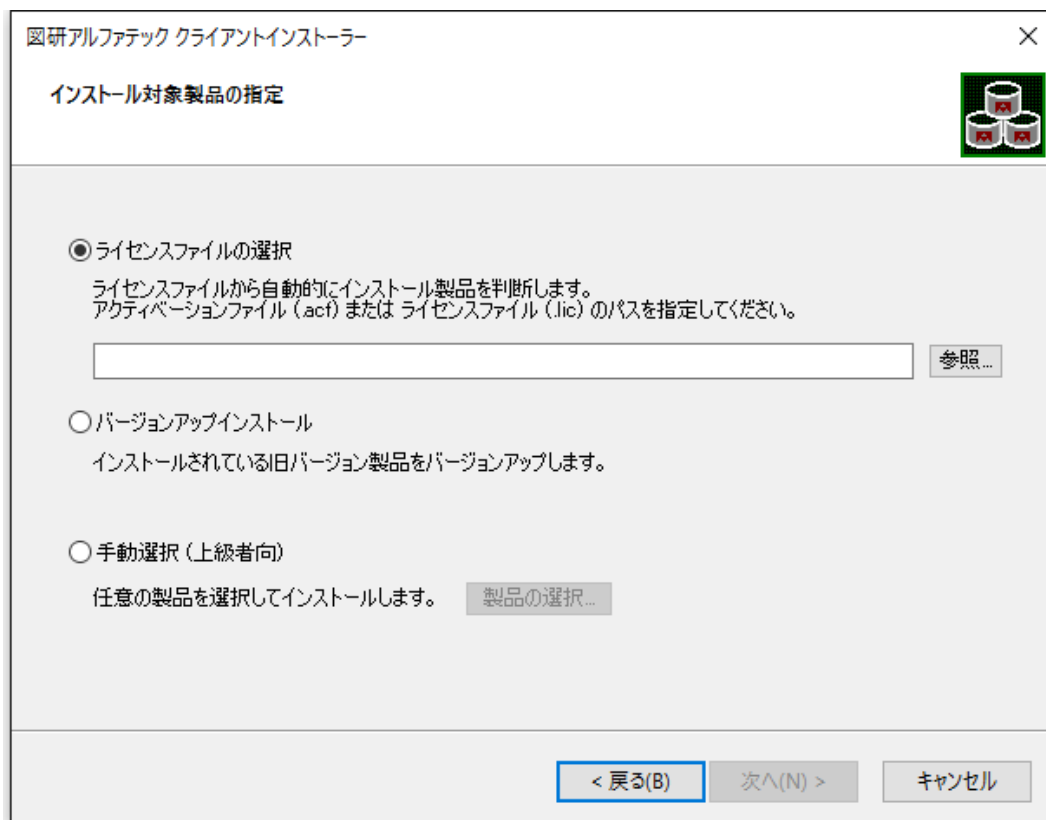 図研アルファテック クライアントインストーラー
インストール対象製品の指定
ライセンスファイルの選択
ライセンスファイルから自動的にインストール製品を判断します。
アクティベーションファイル (.acf) または ライセンスファイル (.lic) のパスを指定してください。
参照...
バージョンアップインストール
インストールされている旧バージョン製品をバージョンアップします。
手動選択 (上級者向)
任意の製品を選択してインストールします。
製品の選択...
< 戻る(B)
次へ(N) >
キャンセル